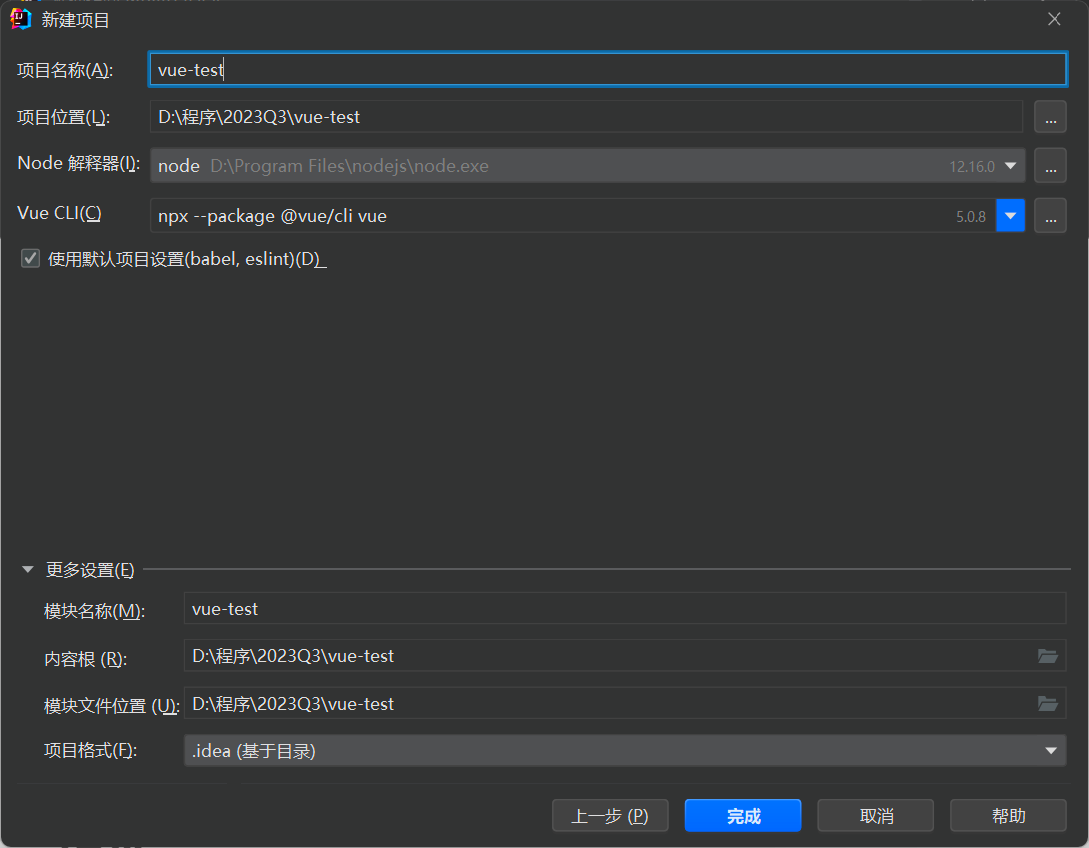 新建项目
项目名称(A): vue-test
项目位置(L): D:\程序\2023Q3\vue-test ...
Node 解释器(I): node D:\Program Files\nodejs\node.exe 12.16.0 ...
Vue CLI(C) npx --package @vue/cli vue 5.0.8 ...
使用默认项目设置(babel, eslint)(D)_
更多设置(E)
模块名称(M): vue-test
内容根 (R): D:\程序\2023Q3\vue-test
模块文件位置 (U): D:\程序\2023Q3\vue-test
项目格式(F): .idea (基于目录)
上一步 (P) 完成 取消 帮助